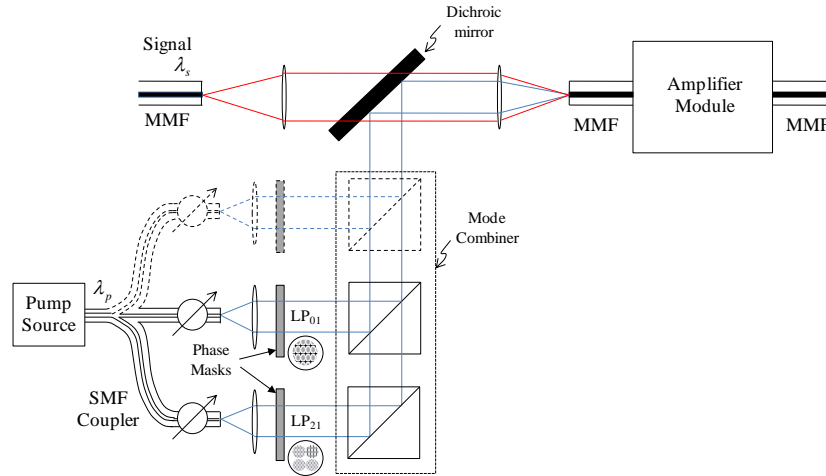 Dichroic
mirror
Signal
λs
MMF
MMF
Amplifier
Module
MMF
Mode
Combiner
λp
Pump
Source
LP01
Phase
Masks
SMF
Coupler
LP21